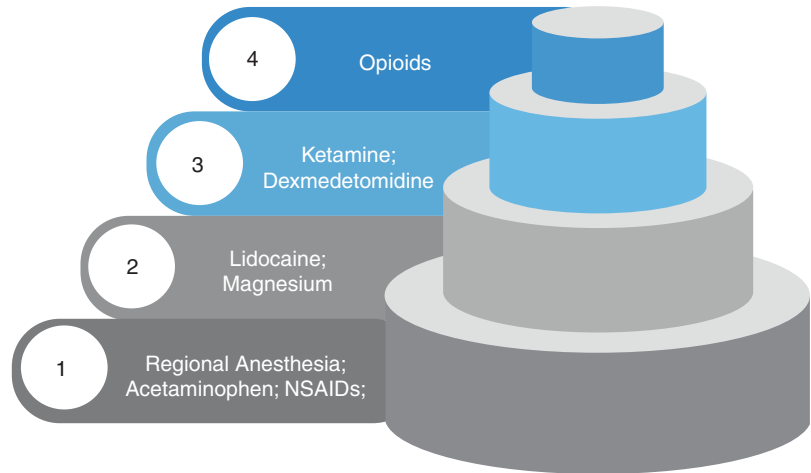 4
Opioids
3
Ketamine;
Dexmedetomidine
2
Lidocaine;
Magnesium
1
Regional Anesthesia;
Acetaminophen; NSAIDs;